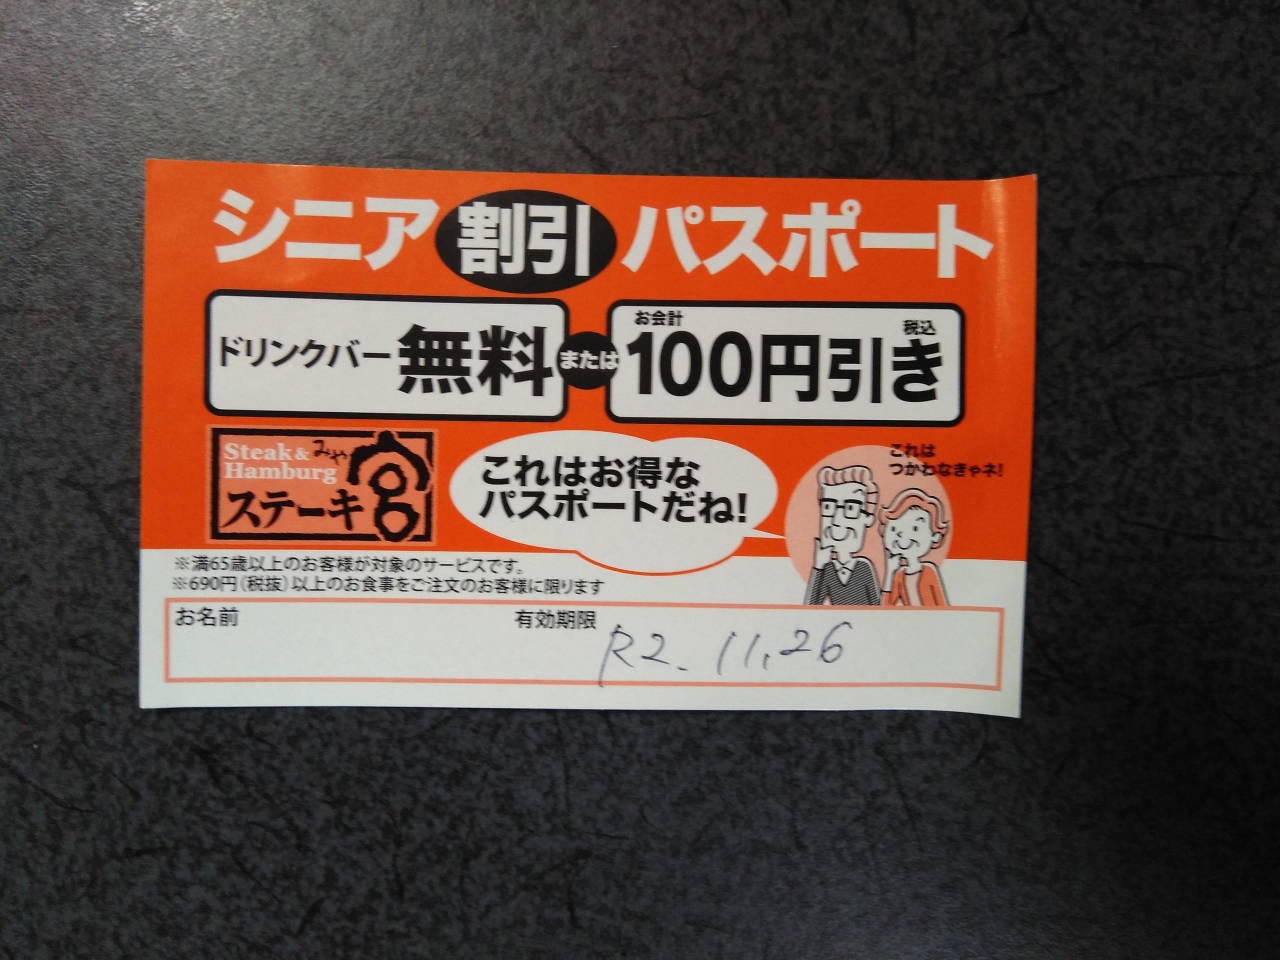 シニア割引パスポート
ドリンクバー無料 または お会計 100円引き 税込
Steak & Hamburg
みや
ステーキ宮
これはお得な
パスポートだね!
これは
つかわなきゃネ!
※満65歳以上のお客様が対象のサービスです。
※690円(税抜)以上のお食事をご注文のお客様に限ります
お名前 有効期限 R2.11.26